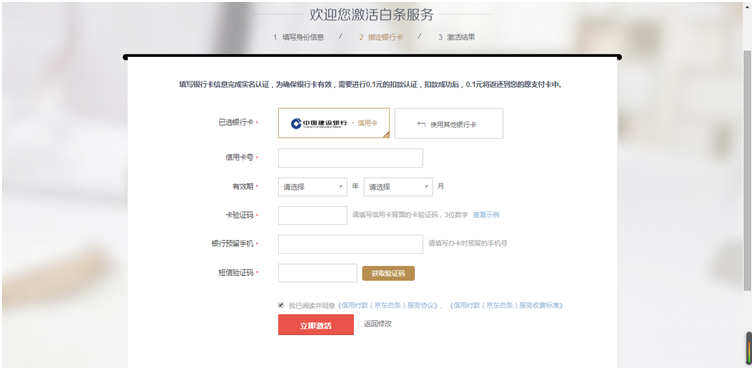 欢迎您激活白条服务
1 填写身份信息 / 2 绑定银行卡 / 3 激活结果
填写银行卡信息完成实名认证，为确保银行卡有效，需要进行0.1元的扣款认证，扣款成功后，0.1元将返还到您的原支付卡中。
已选银行卡 * 中国建设银行 · 信用卡 使用其他银行卡
信用卡号 *
有效期 * 请选择 年 请选择 月
卡验证码 * 请填写信用卡背面的卡验证码，3位数字 查看示例
银行预留手机 * 请填写办卡时预留的手机号
短信验证码 * 获取验证码
我已阅读并同意《信用付款（京东白条）服务协议》、《信用付款（京东白条）服务收费标准》
立即激活 返回修改